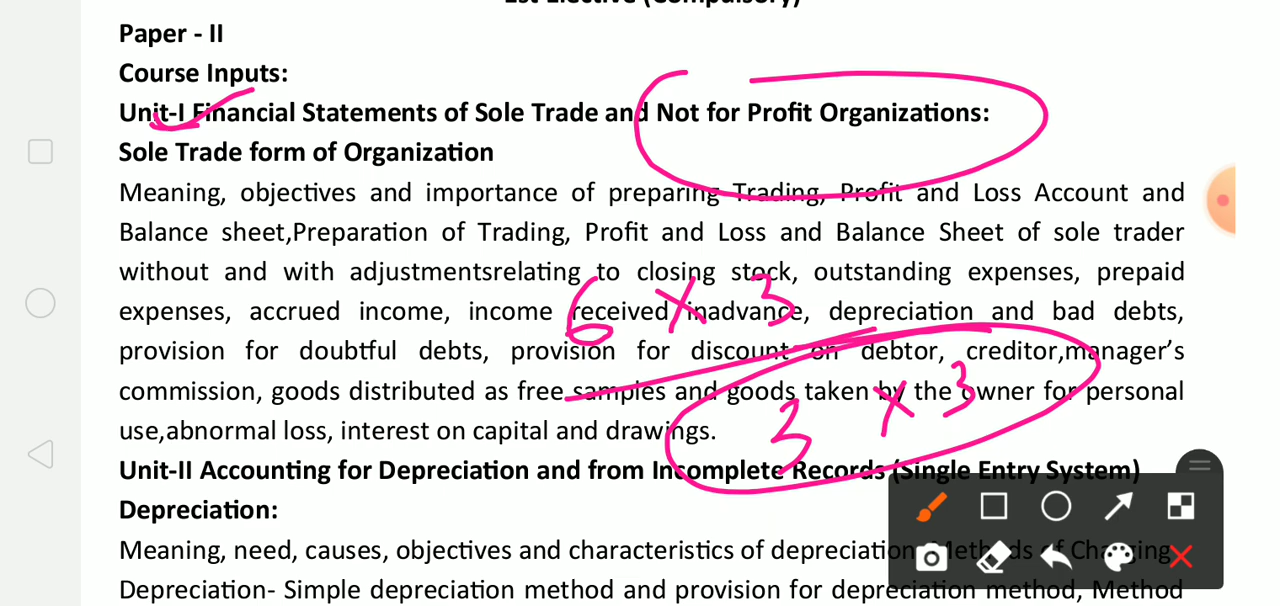 1st Elective (Compulsory)
Paper - II
Course Inputs:
Unit-I Financial Statements of Sole Trade and Not for Profit Organizations:
Sole Trade form of Organization
Meaning, objectives and importance of preparing Trading, Profit and Loss Account and
Balance sheet,Preparation of Trading, Profit and Loss and Balance Sheet of sole trader
without and with adjustmentsrelating to closing stock, outstanding expenses, prepaid
6 x 3
expenses, accrued income, income received inadvance, depreciation and bad debts,
provision for doubtful debts, provision for discount on debtor, creditor,manager's
commission, goods distributed as free samples and goods taken by the owner for personal
3 x 3
use,abnormal loss, interest on capital and drawings.
Unit-II Accounting for Depreciation and from Incomplete Records (Single Entry System)
Depreciation:
Meaning, need, causes, objectives and characteristics of depreciation, Methods of Charging
Depreciation- Simple depreciation method and provision for depreciation method, Method